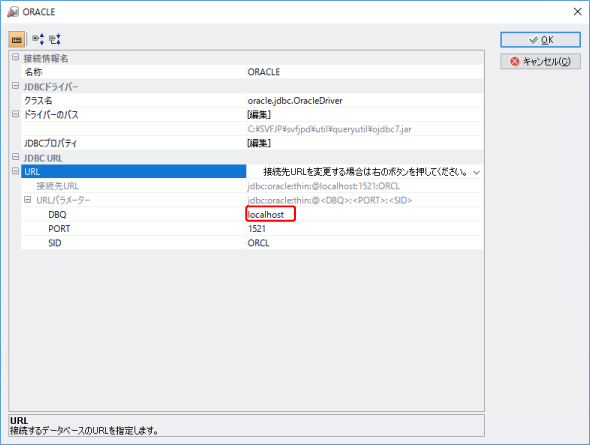 ORACLE
OK
キャンセル(C)
接続情報名
名称 ORACLE
JDBCドライバー
クラス名 oracle.jdbc.OracleDriver
ドライバーのパス [編集]
C:¥SVFJP¥svfjpd¥util¥queryutil¥ojdbc7.jar
JDBCプロパティ [編集]
JDBC URL
URL 接続先URLを変更する場合は右のボタンを押してください。
接続先URL jdbc:oracle:thin:@localhost:1521:ORCL
URLパラメーター jdbc:oracle:thin:@<DBQ>:<PORT>:<SID>
DBQ localhost
PORT 1521
SID ORCL
URL
接続するデータベースのURLを指定します。